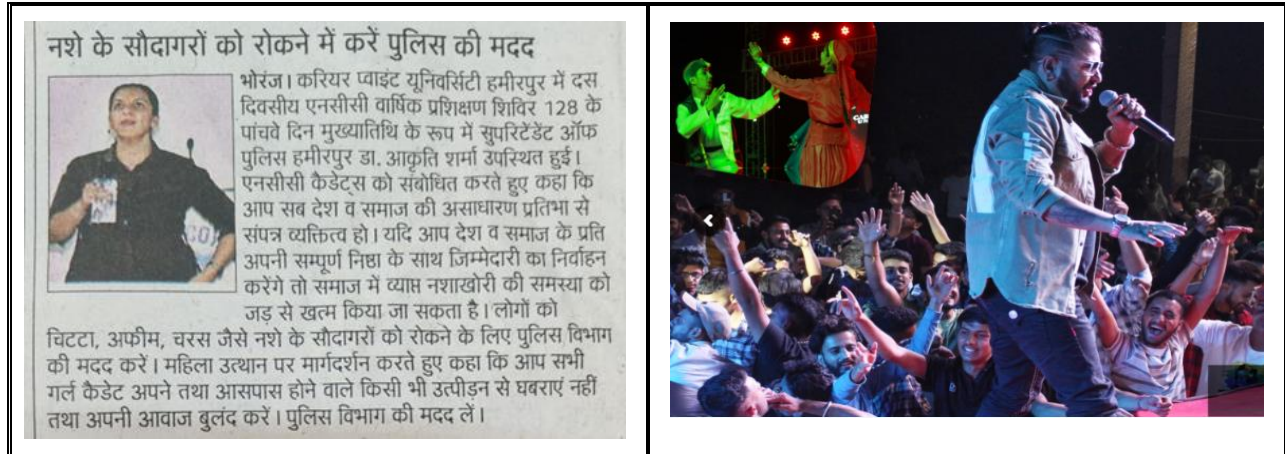 नशे के सौदागरों को रोकने में करें पुलिस की मदद
भोरंज। करियर प्वाइंट यूनिवर्सिटी हमीरपुर में दस
दिवसीय एनसीसी वार्षिक प्रशिक्षण शिविर 128 के
पांचवे दिन मुख्यातिथि के रूप में सुपरिटेंडेंट ऑफ
पुलिस हमीरपुर डा. आकृति शर्मा उपस्थित हुई।
एनसीसी कैडेट्स को संबोधित करते हुए कहा कि
आप सब देश व समाज की असाधारण प्रतिभा से
संपन्न व्यक्तित्व हो। यदि आप देश व समाज के प्रति
अपनी सम्पूर्ण निष्ठा के साथ जिम्मेदारी का निर्वाहन
करेंगे तो समाज में व्याप्त नशाखोरी की समस्या को
जड़ से खत्म किया जा सकता है। लोगों को
चिटटा, अफीम, चरस जैसे नशे के सौदागरों को रोकने के लिए पुलिस विभाग
की मदद करें। महिला उत्थान पर मार्गदर्शन करते हुए कहा कि आप सभी
गर्ल कैडेट अपने तथा आसपास होने वाले किसी भी उत्पीड़न से घबराएं नहीं
तथा अपनी आवाज बुलंद करें। पुलिस विभाग की मदद लें।